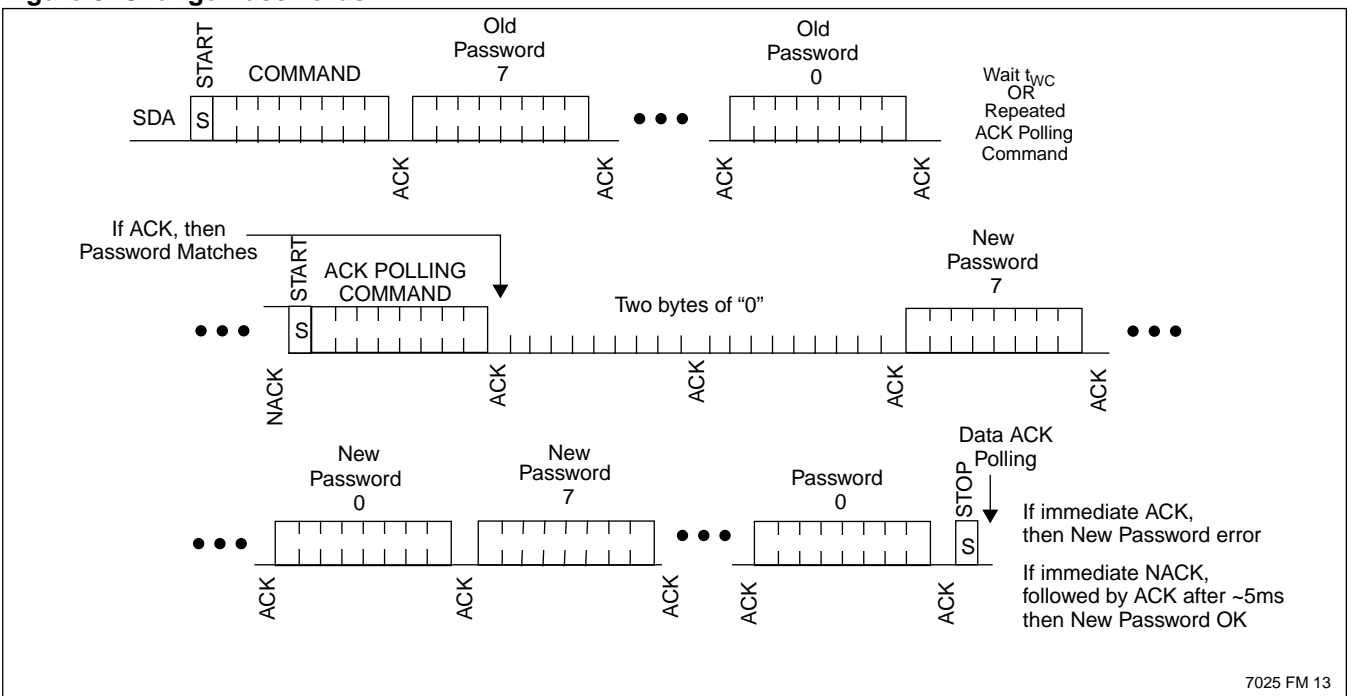 START
Old
Password
7
Old
Password
0
COMMAND
Wait tWC
OR
Repeated
ACK Polling
Command
SDA
S
ACK
ACK
ACK
ACK
If ACK, then
Password Matches
START
ACK POLLING
COMMAND
Two bytes of “0”
New
Password
7
S
NACK
ACK
ACK
ACK
ACK
New
Password
0
New
Password
7
Password
0
STOP
Data ACK
Polling
S
If immediate ACK,
then New Password error
If immediate NACK,
followed by ACK after ~5ms
then New Password OK
ACK
ACK
ACK
ACK
ACK
7025 FM 13